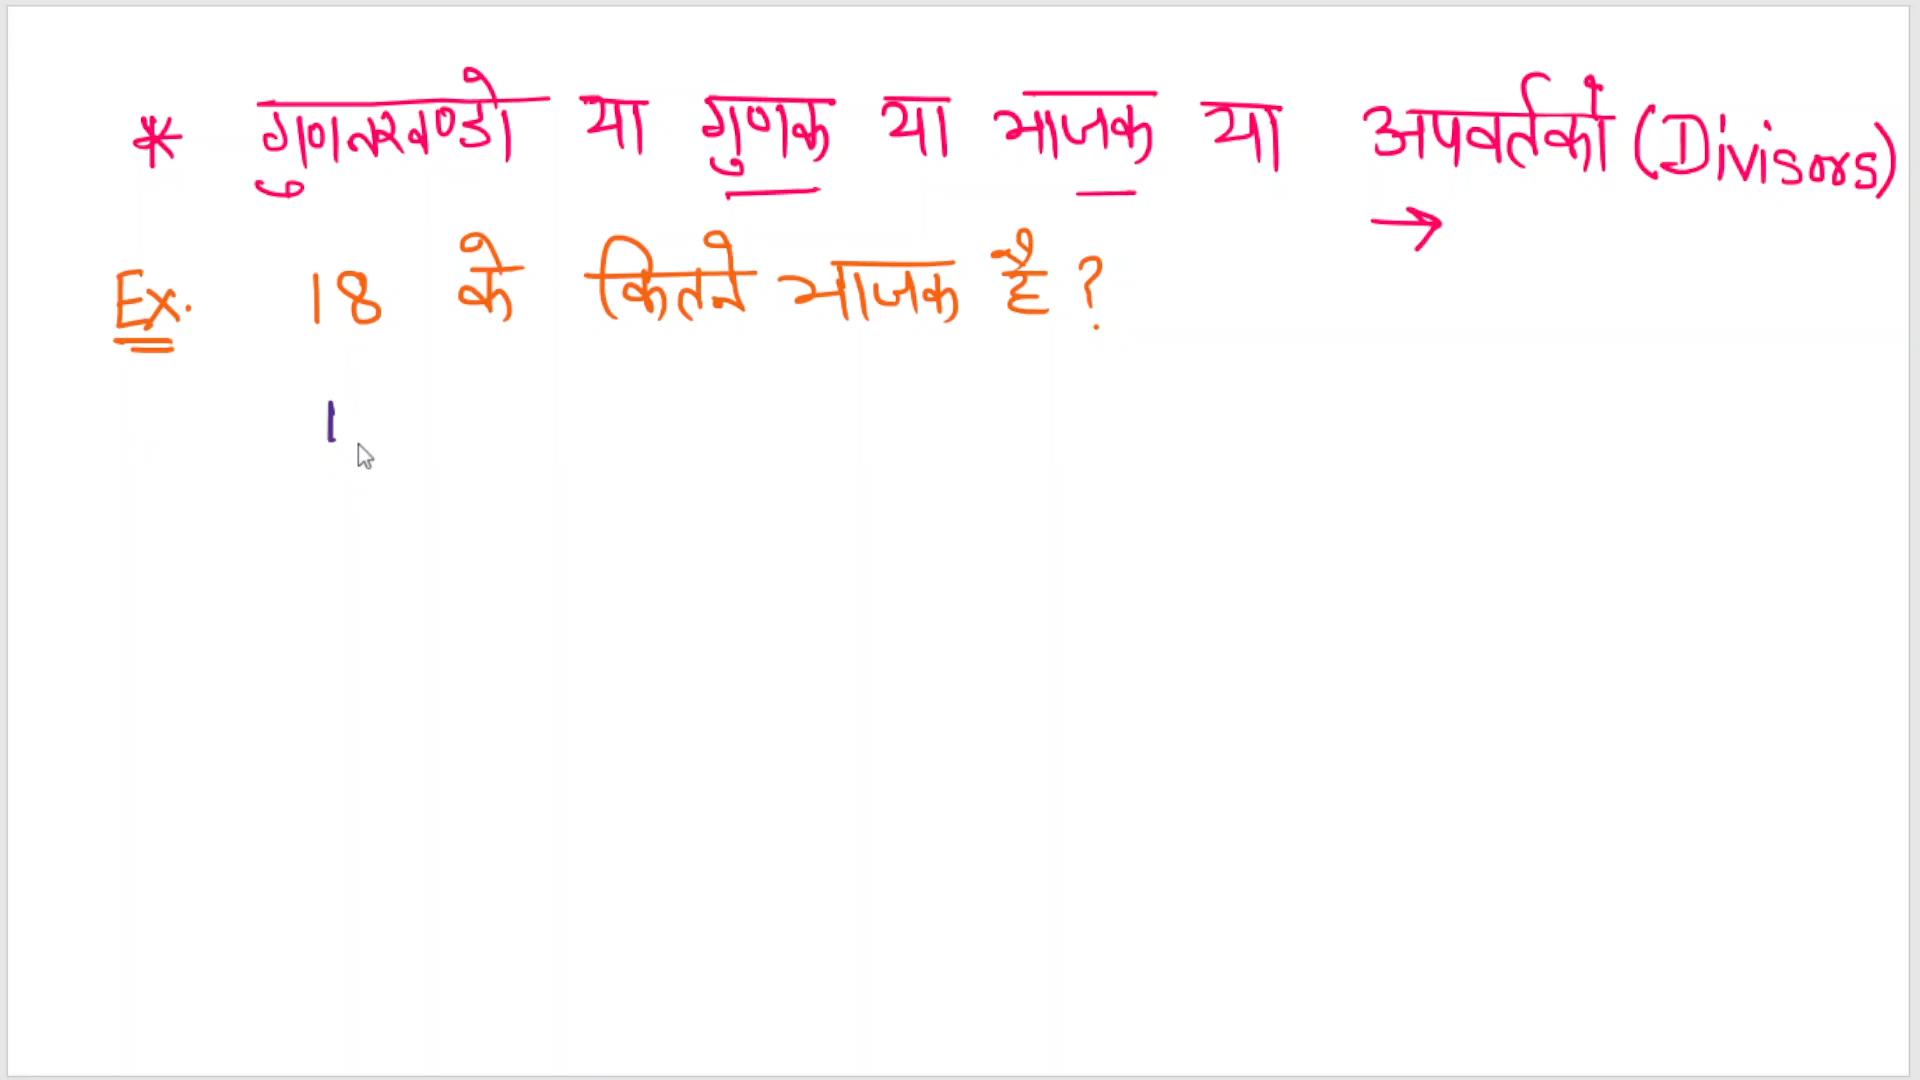 * गुणनखण्डो या गुणक या भाजक या अपवर्तको (Divisors) →
Ex. 18 के कितने भाजक है ?
1